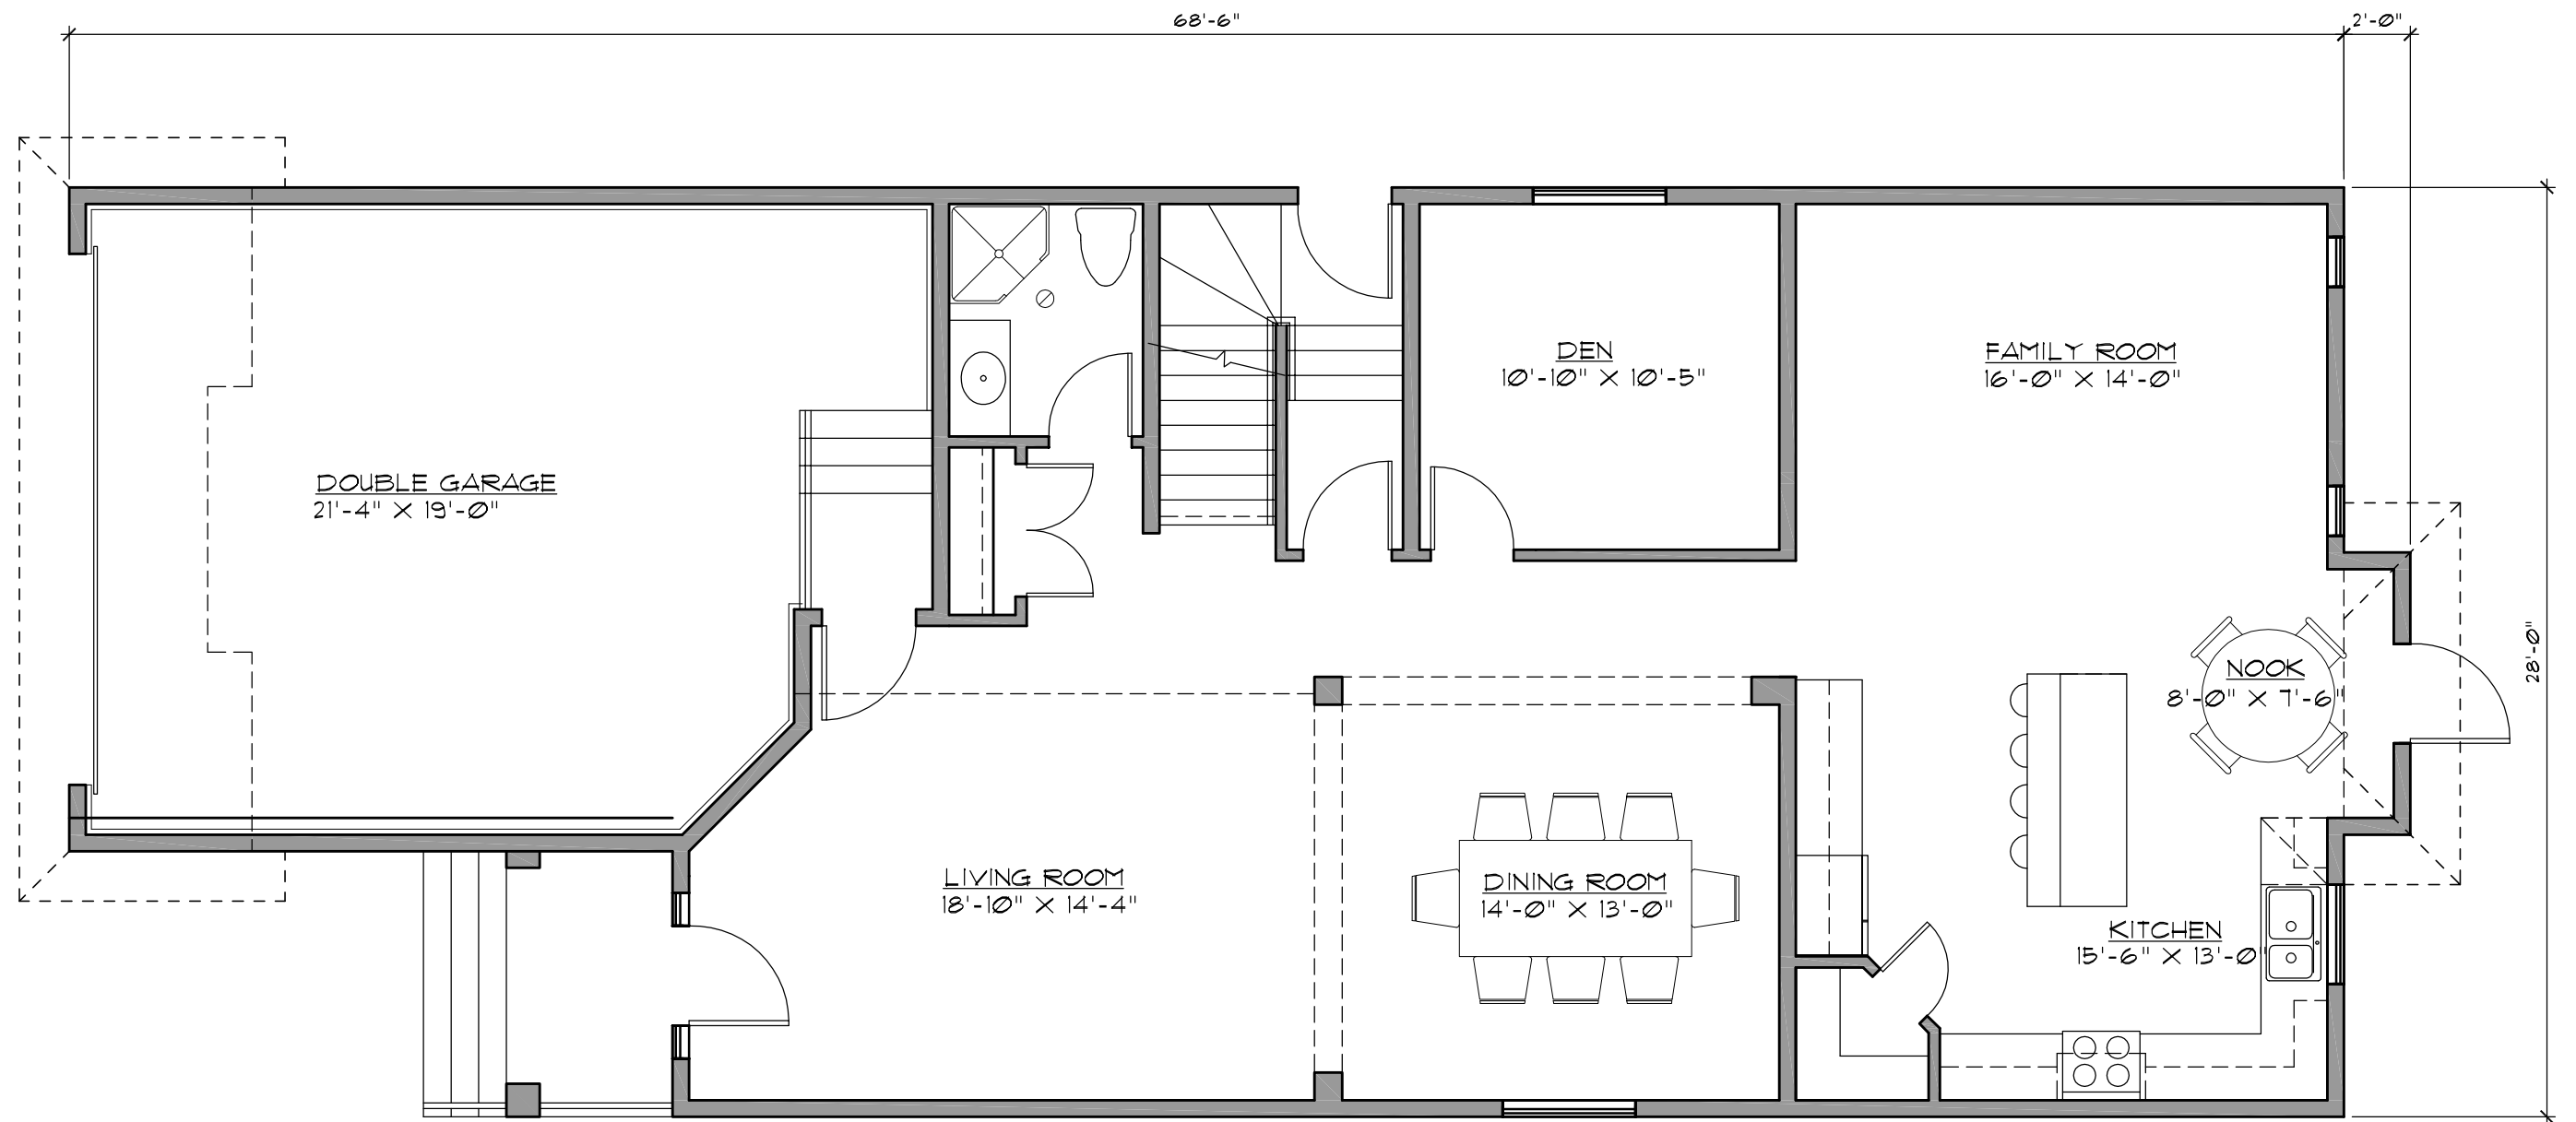 68'-6"
2'-0"
DEN
10'-10" X 10'-5"
FAMILY ROOM
16'-0" X 14'-0"
DOUBLE GARAGE
21'-4" X 19'-0"
28'-0"
NOOK
8'-0" X 7'-6"
LIVING ROOM
18'-10" X 14'-4"
DINING ROOM
14'-0" X 13'-0"
KITCHEN
15'-6" X 13'-0"